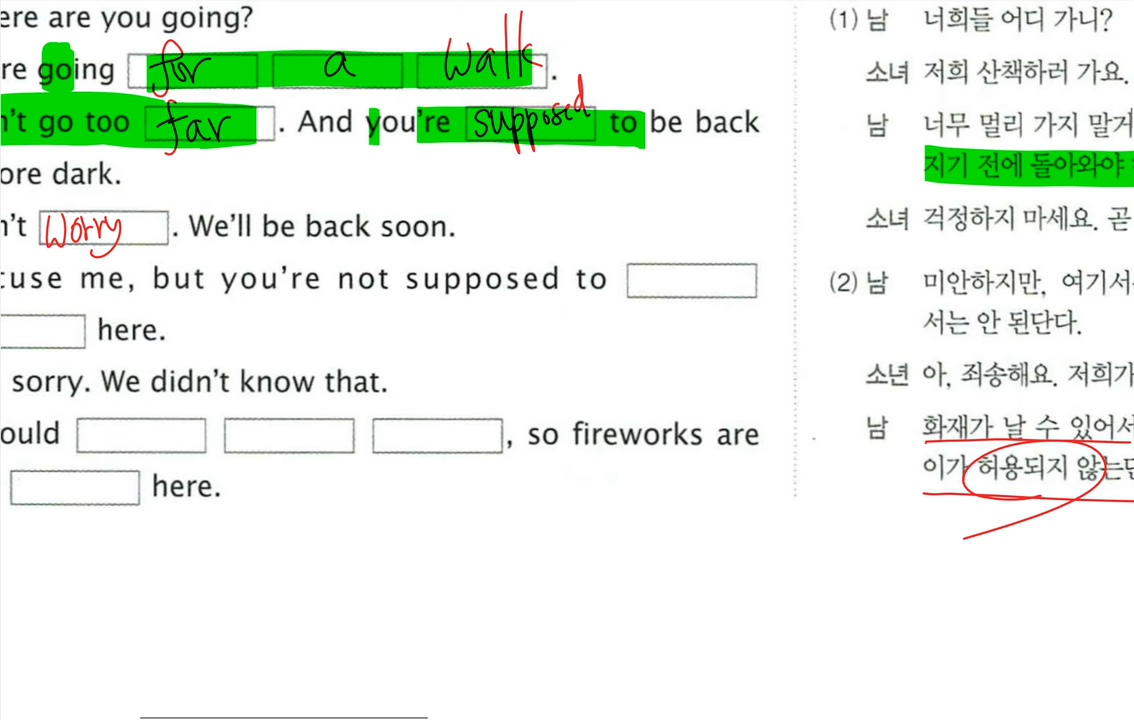 ere are you going?
re going for a walk.
n't go too far. And you're supposed to be back
ore dark.
n't worry. We'll be back soon.
cuse me, but you're not supposed to
here.
sorry. We didn't know that.
ould , so fireworks are
here.
(1) 남 너희들 어디 가니?
소녀 저희 산책하러 가요.
남 너무 멀리 가지 말거
지기 전에 돌아와야
소녀 걱정하지 마세요. 곧
(2) 남 미안하지만, 여기서
서는 안 된단다.
소년 아, 죄송해요. 저희가
남 화재가 날 수 있어서
이가 허용되지 않는단